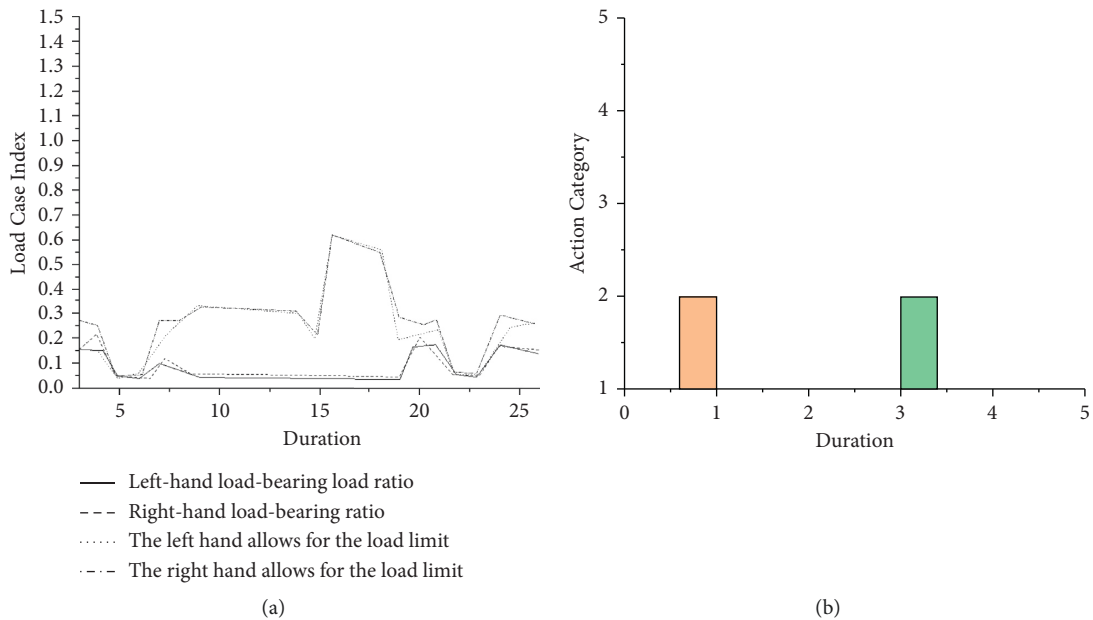 1.5
1.4
1.3
1.2
1.1
1.0
0.9
0.8
0.7
0.6
0.5
0.4
0.3
0.2
0.1
0.0
Load Case Index
5 10 15 20 25
Duration
Left-hand load-bearing load ratio
Right-hand load-bearing ratio
The left hand allows for the load limit
The right hand allows for the load limit
(a)
5
4
3
2
1
Action Category
0 1 2 3 4 5
Duration
(b)